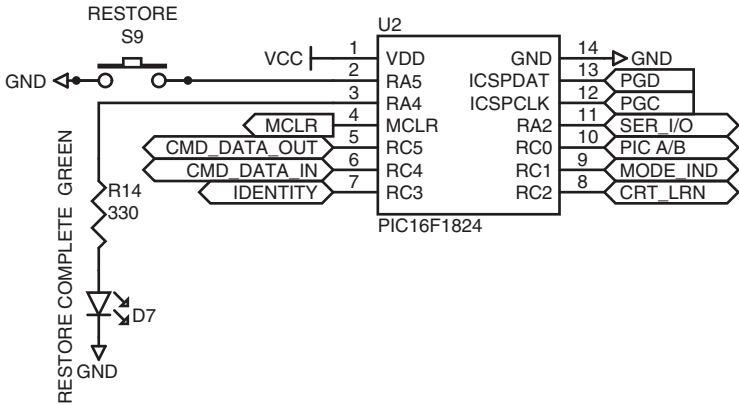 RESTORE
S9
U2
VCC
1
VDD
GND
14
GND
GND
2
RA5
ICSPDAT
13
PGD
3
RA4
ICSPCLK
12
PGC
MCLR
4
MCLR
RA2
11
SER_I/O
CMD_DATA_OUT
5
RC5
RC0
10
PIC A/B
CMD_DATA_IN
6
RC4
RC1
9
MODE_IND
IDENTITY
7
RC3
RC2
8
CRT_LRN
PIC16F1824
RESTORE COMPLETE GREEN
R14
330
D7
GND